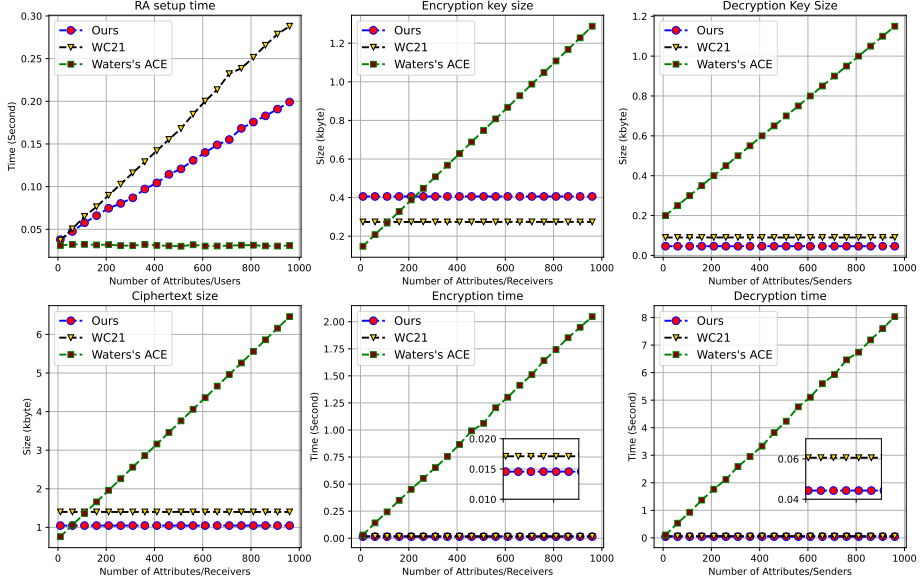 RA setup time
Ours
WC21
Waters's ACE
Time (Second)
0.30
0.25
0.20
0.15
0.10
0.05
0 200 400 600 800 1000
Number of Attributes/Users
Encryption key size
Ours
WC21
Waters's ACE
Size (kbyte)
1.2
1.0
0.8
0.6
0.4
0.2
0 200 400 600 800 1000
Number of Attributes/Receivers
Decryption Key Size
Ours
WC21
Waters's ACE
Size (kbyte)
1.2
1.0
0.8
0.6
0.4
0.2
0.0
0 200 400 600 800 1000
Number of Attributes/Senders
Ciphertext size
Ours
WC21
Waters's ACE
Size (kbyte)
6
5
4
3
2
1
0 200 400 600 800 1000
Number of Attributes/Receivers
Encryption time
Ours
WC21
Waters's ACE
Time (Second)
2.00
1.75
1.50
1.25
1.00
0.75
0.50
0.25
0.00
0.020
0.015
0.010
0 200 400 600 800 1000
Number of Attributes/Receivers
Decryption time
Ours
WC21
Waters's ACE
Time (Second)
8
7
6
5
4
3
2
1
0
0.06
0.04
0 200 400 600 800 1000
Number of Attributes/Senders